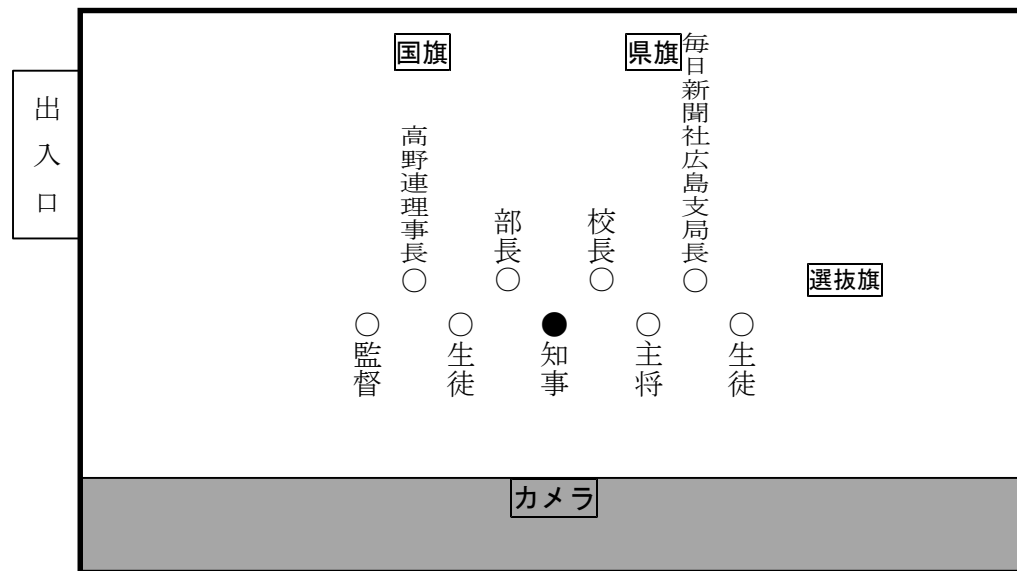 国旗
県旗
出入口
高野連理事長○
部長○
校長○
毎日新聞社広島支局長○
選抜旗
○監督
○生徒
●知事
○主将
○生徒
カメラ